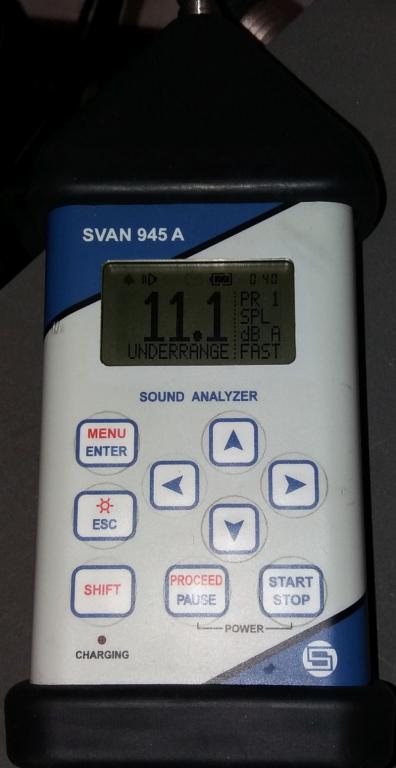 SVAN 945 A
0:40
11.1
UNDERRANGE
PR 1
SPL
dB A
FAST
SOUND ANALYZER
MENU
ENTER
ESC
SHIFT
PROCEED
PAUSE
START
STOP
POWER
CHARGING